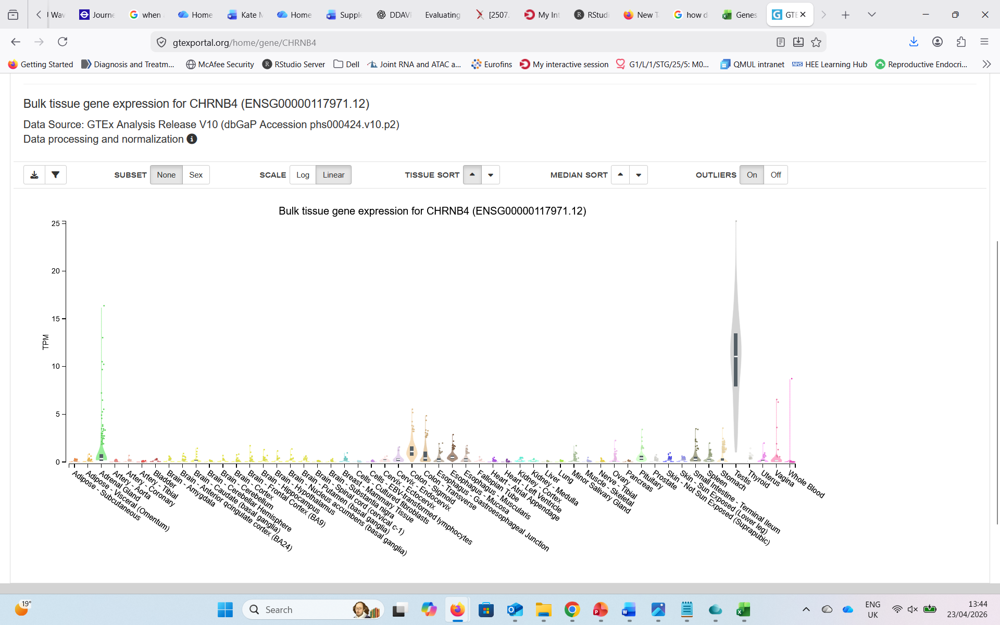 Wav
Journe
when
Home
Kate M
Home
Supple
DDAVI
Evaluating
[2507.
My Int
RStudi
New T
how d
Genes
GTE
gtexportal.org/home/gene/CHRNB4
Getting Started
Diagnosis and Treatm...
McAfee Security
RStudio Server
Dell
Joint RNA and ATAC a...
Eurofins
My interactive session
G1/L/1/STG/25/5: M0...
QMUL intranet
NHS HEE Learning Hub
Reproductive Endocri...
Bulk tissue gene expression for CHRNB4 (ENSG00000117971.12)
Data Source: GTEx Analysis Release V10 (dbGaP Accession phs000424.v10.p2)
Data processing and normalization
SUBSET None Sex
SCALE Log Linear
TISSUE SORT
MEDIAN SORT
OUTLIERS On Off
Bulk tissue gene expression for CHRNB4 (ENSG00000117971.12)
25
20
15
10
5
0
TPM
Adipose - Subcutaneous
Adipose - Visceral (Omentum)
Adrenal Gland
Artery - Aorta
Artery - Coronary
Artery - Tibial
Bladder
Brain - Amygdala
Brain - Anterior cingulate cortex (BA24)
Brain - Caudate (basal ganglia)
Brain - Cerebellar Hemisphere
Brain - Cerebellum
Brain - Cortex
Brain - Frontal Cortex (BA9)
Brain - Hippocampus
Brain - Hypothalamus
Brain - Nucleus accumbens (basal ganglia)
Brain - Putamen (basal ganglia)
Brain - Spinal cord (cervical c-1)
Brain - Substantia nigra
Breast - Mammary Tissue
Cells - Cultured fibroblasts
Cells - EBV-transformed lymphocytes
Cervix - Ectocervix
Cervix - Endocervix
Colon - Sigmoid
Colon - Transverse
Esophagus - Gastroesophageal Junction
Esophagus - Mucosa
Esophagus - Muscularis
Fallopian Tube
Heart - Atrial Appendage
Heart - Left Ventricle
Kidney - Cortex
Kidney - Medulla
Liver
Lung
Minor Salivary Gland
Muscle - Skeletal
Nerve - Tibial
Ovary
Pancreas
Pituitary
Prostate
Skin - Not Sun Exposed (Suprapubic)
Skin - Sun Exposed (Lower leg)
Small Intestine - Terminal Ileum
Spleen
Stomach
Testis
Thyroid
Uterus
Vagina
Whole Blood
19°
Search
ENG
UK
13:44
23/04/2026